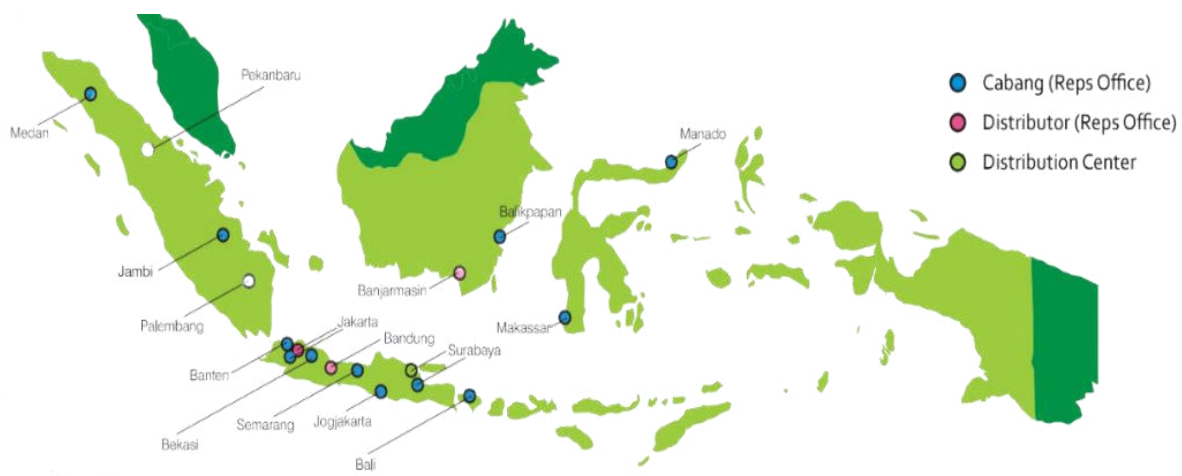 Pekanbaru
Medan
Cabang (Reps Office)
Distributor (Reps Office)
Distribution Center
Manado
Balikpapan
Jambi
Banjarmasin
Palembang
Makassar
Jakarta
Bandung
Surabaya
Banten
Semarang
Jogjakarta
Bekasi
Bali